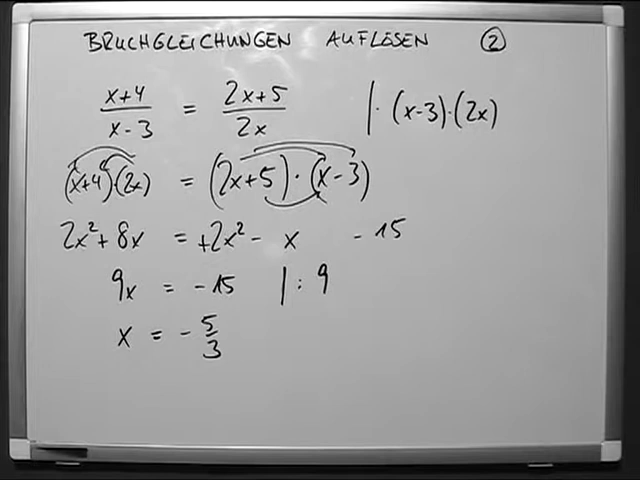 BRUCHGLEICHUNGEN AUFLESEN ②
x+4/x-3 = 2x+5/2x |·(x-3)·(2x)
(x+4)·(2x) = (2x+5)·(x-3)
2x²+8x = +2x²- x -15
9x = -15 |:9
x = -5/3